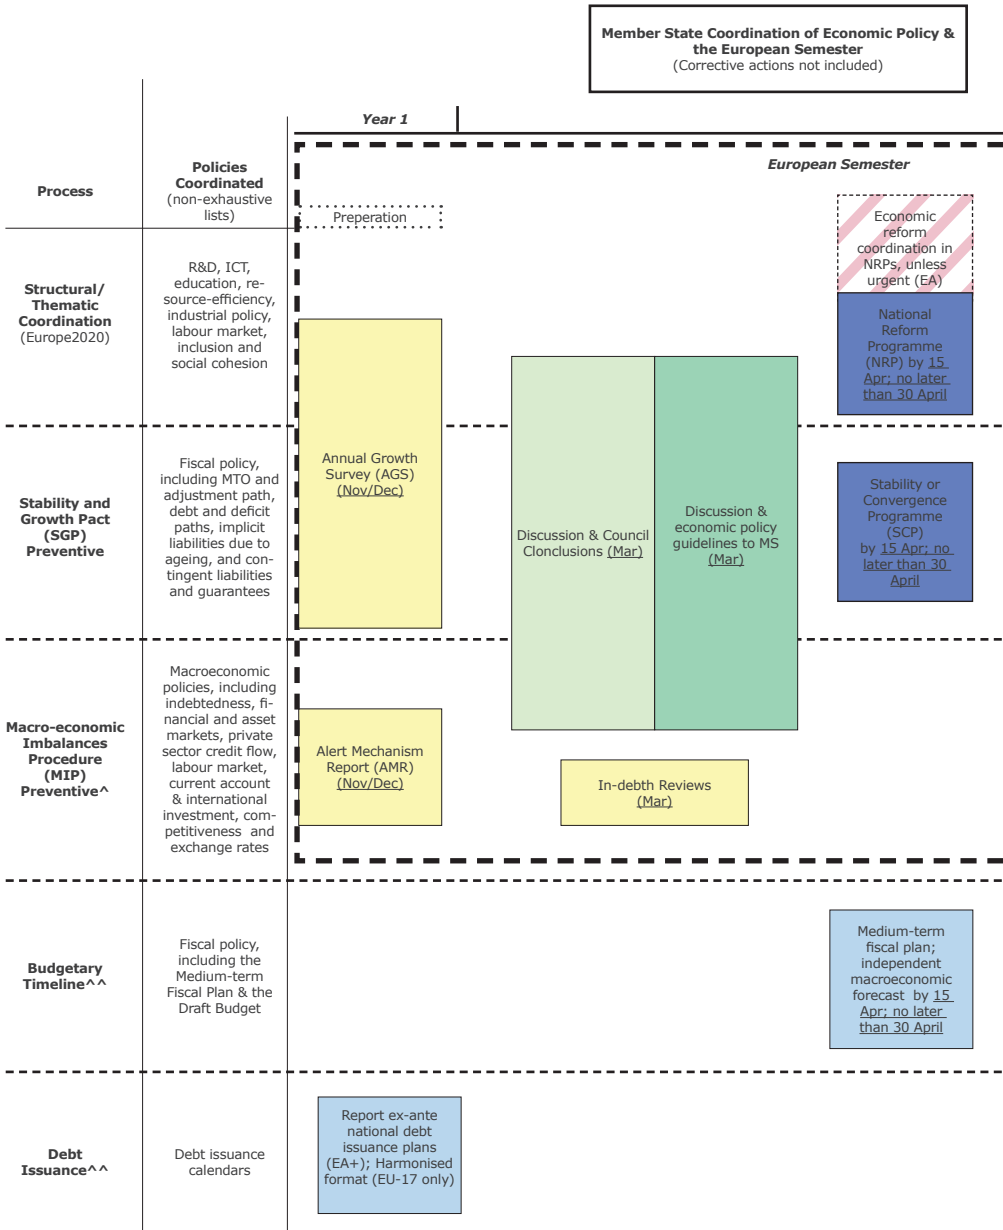 Member State Coordination of Economic Policy &
the European Semester
(Corrective actions not included)
Year 1
European Semester
Process
Policies
Coordinated
(non-exhaustive
lists)
Preperation
Economic
reform
coordination in
NRPs, unless
urgent (EA)
Structural/
Thematic
Coordination
(Europe2020)
R&D, ICT,
education, re-
source-efficiency,
industrial policy,
labour market,
inclusion and
social cohesion
National
Reform
Programme
(NRP) by 15
Apr; no later
than 30 April
Stability and
Growth Pact
(SGP)
Preventive
Fiscal policy,
including MTO and
adjustment path,
debt and deficit
paths, implicit
liabilities due to
ageing, and con-
tingent liabilities
and guarantees
Annual Growth
Survey (AGS)
(Nov/Dec)
Discussion & Council
Clonclusions (Mar)
Discussion &
economic policy
guidelines to MS
(Mar)
Stability or
Convergence
Programme
(SCP)
by 15 Apr; no
later than 30
April
Macro-economic
Imbalances
Procedure
(MIP)
Preventive^
Macroeconomic
policies, including
indebtedness, fi-
nancial and asset
markets, private
sector credit flow,
labour market,
current account
& international
investment, com-
petitiveness and
exchange rates
Alert Mechanism
Report (AMR)
(Nov/Dec)
In-debth Reviews
(Mar)
Budgetary
Timeline^^
Fiscal policy,
including the
Medium-term
Fiscal Plan & the
Draft Budget
Medium-term
fiscal plan;
independent
macroeconomic
forecast by 15
Apr; no later
than 30 April
Debt
Issuance^^
Debt issuance
calendars
Report ex-ante
national debt
issuance plans
(EA+); Harmonised
format (EU-17 only)